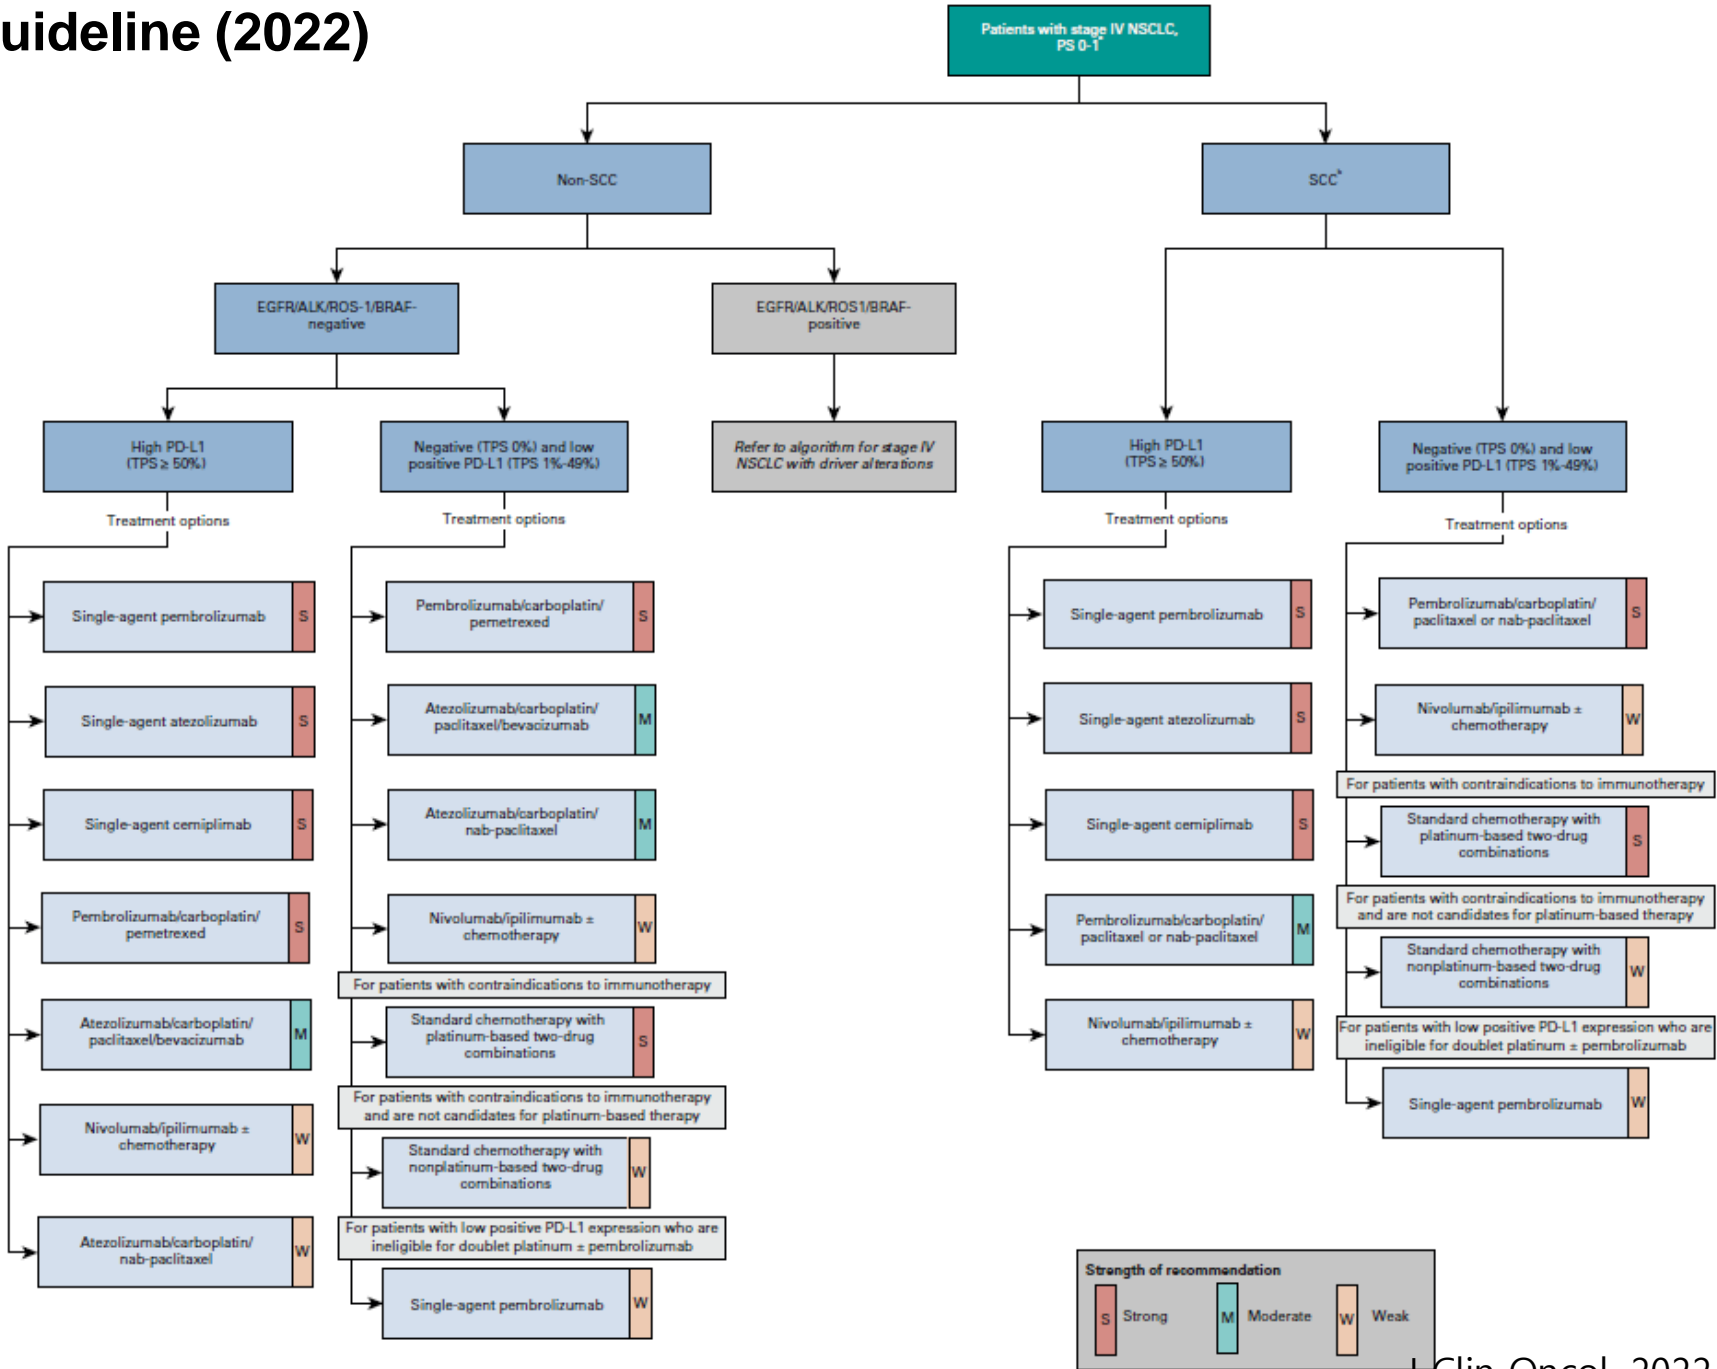 uideline (2022)
Patients with stage IV NSCLC,
PS 0-1
Non-SCC
SCC
EGFR/ALK/ROS-1/BRAF-
negative
EGFR/ALK/ROS1/BRAF-
positive
High PD-L1
(TPS ≥ 50%)
Negative (TPS 0%) and low
positive PD-L1 (TPS 1%-49%)
Refer to algorithm for stage IV
NSCLC with driver alterations
High PD-L1
(TPS ≥ 50%)
Negative (TPS 0%) and low
positive PD-L1 (TPS 1%-49%)
Treatment options
Single-agent pembrolizumab S
Single-agent atezolizumab S
Single-agent cemiplimab S
Pembrolizumab/carboplatin/
pemetrexed S
Atezolizumab/carboplatin/
paclitaxel/bevacizumab M
Nivolumab/ipilimumab ±
chemotherapy W
Atezolizumab/carboplatin/
nab-paclitaxel W
Treatment options
Pembrolizumab/carboplatin/
pemetrexed S
Atezolizumab/carboplatin/
paclitaxel/bevacizumab M
Atezolizumab/carboplatin/
nab-paclitaxel M
Nivolumab/ipilimumab ±
chemotherapy W
For patients with contraindications to immunotherapy
Standard chemotherapy with
platinum-based two-drug
combinations S
For patients with contraindications to immunotherapy
and are not candidates for platinum-based therapy
Standard chemotherapy with
nonplatinum-based two-drug
combinations W
For patients with low positive PD-L1 expression who are
ineligible for doublet platinum ± pembrolizumab
Single-agent pembrolizumab W
Treatment options
Single-agent pembrolizumab S
Single-agent atezolizumab S
Single-agent cemiplimab S
Pembrolizumab/carboplatin/
paclitaxel or nab-paclitaxel M
Nivolumab/ipilimumab ±
chemotherapy W
Treatment options
Pembrolizumab/carboplatin/
paclitaxel or nab-paclitaxel S
Nivolumab/ipilimumab ±
chemotherapy W
For patients with contraindications to immunotherapy
Standard chemotherapy with
platinum-based two-drug
combinations S
For patients with contraindications to immunotherapy
and are not candidates for platinum-based therapy
Standard chemotherapy with
nonplatinum-based two-drug
combinations W
For patients with low positive PD-L1 expression who are
ineligible for doublet platinum ± pembrolizumab
Single-agent pembrolizumab W
Strength of recommendation
S Strong M Moderate W Weak
J Clin Oncol. 2022